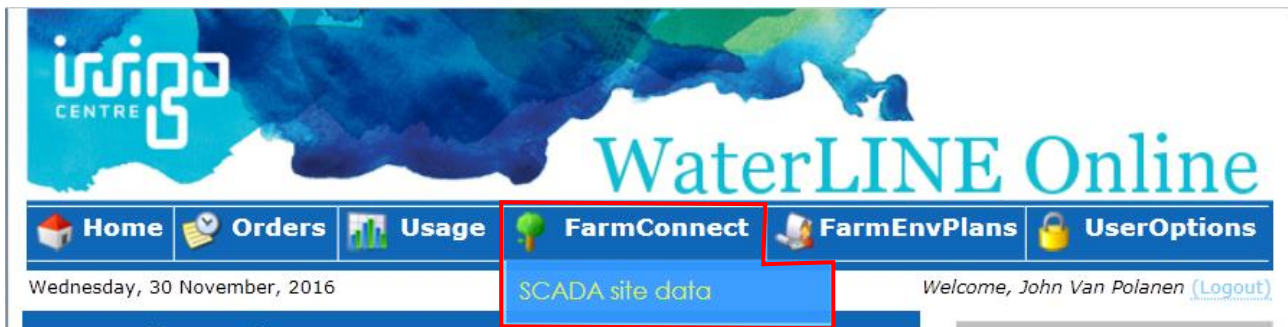 irrigo
CENTRE
WaterLINE Online
Home Orders Usage FarmConnect FarmEnvPlans UserOptions
Wednesday, 30 November, 2016 SCADA site data Welcome, John Van Polanen (Logout)